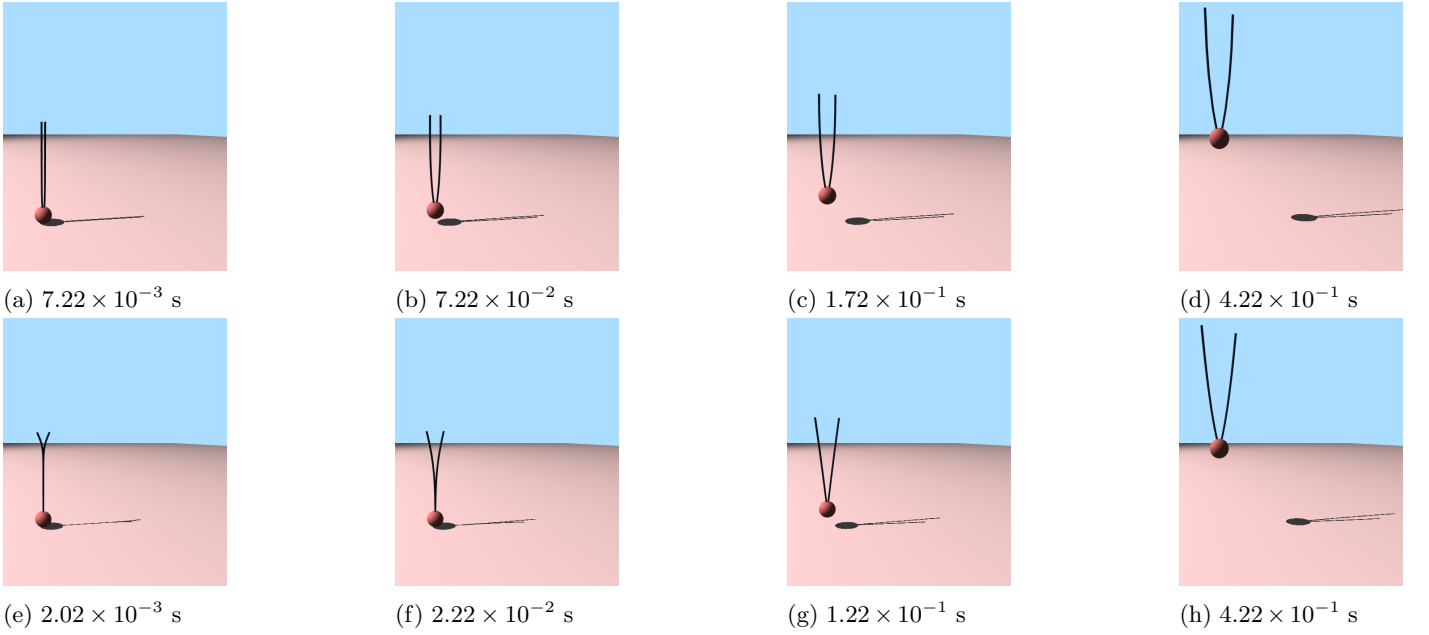 (a) 7.22 × 10⁻³ s
(b) 7.22 × 10⁻² s
(c) 1.72 × 10⁻¹ s
(d) 4.22 × 10⁻¹ s
(e) 2.02 × 10⁻³ s
(f) 2.22 × 10⁻² s
(g) 1.22 × 10⁻¹ s
(h) 4.22 × 10⁻¹ s